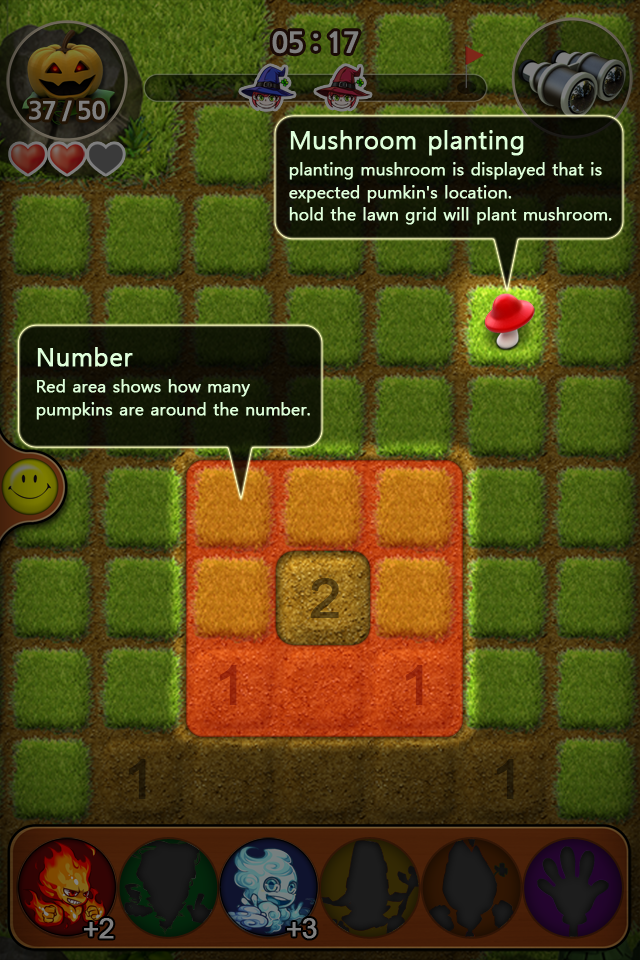 05:17
37 / 50
Mushroom planting
planting mushroom is displayed that is
expected pumkin's location.
hold the lawn grid will plant mushroom.
Number
Red area shows how many
pumpkins are around the number.
2
1 1
1 1
+2 +3